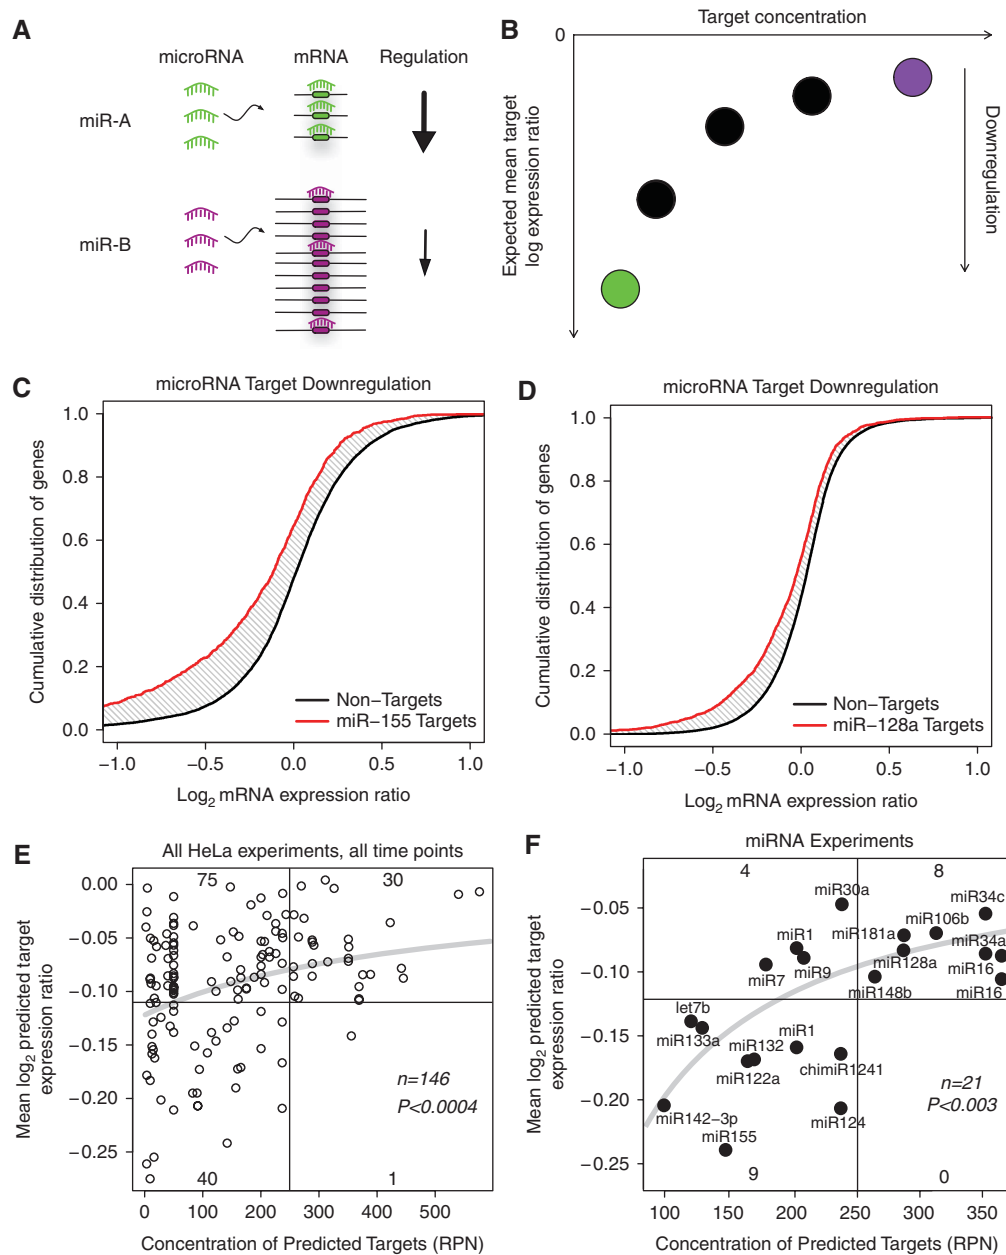 A
microRNA
mRNA
Regulation
miR-A
miR-B
B
Target concentration
0
Expected mean target
log expression ratio
Downregulation
C
microRNA Target Downregulation
Cumulative distribution of genes
1.0
0.8
0.6
0.4
0.2
0.0
Non−Targets
miR−155 Targets
−1.0
−0.5
0.0
0.5
1.0
Log2 mRNA expression ratio
D
microRNA Target Downregulation
Cumulative distribution of genes
1.0
0.8
0.6
0.4
0.2
0.0
Non−Targets
miR−128a Targets
−1.0
−0.5
0.0
0.5
1.0
Log2 mRNA expression ratio
E
All HeLa experiments, all time points
Mean log2 predicted target
expression ratio
0.00
−0.05
−0.10
−0.15
−0.20
−0.25
75
30
n=146
P<0.0004
40
1
0
100
200
300
400
500
Concentration of Predicted Targets (RPN)
F
miRNA Experiments
Mean log2 predicted target
expression ratio
−0.05
−0.10
−0.15
−0.20
−0.25
4
8
miR30a
miR34c
miR106b
miR1
miR181a
miR34a
miR7
miR9
miR128a
miR16
miR148b
miR16
let7b
miR133a
miR1
miR132
miR122a
chimiR1241
n=21
P<0.003
miR142−3p
miR124
miR155
9
0
100
150
200
250
300
350
Concentration of Predicted Targets (RPN)